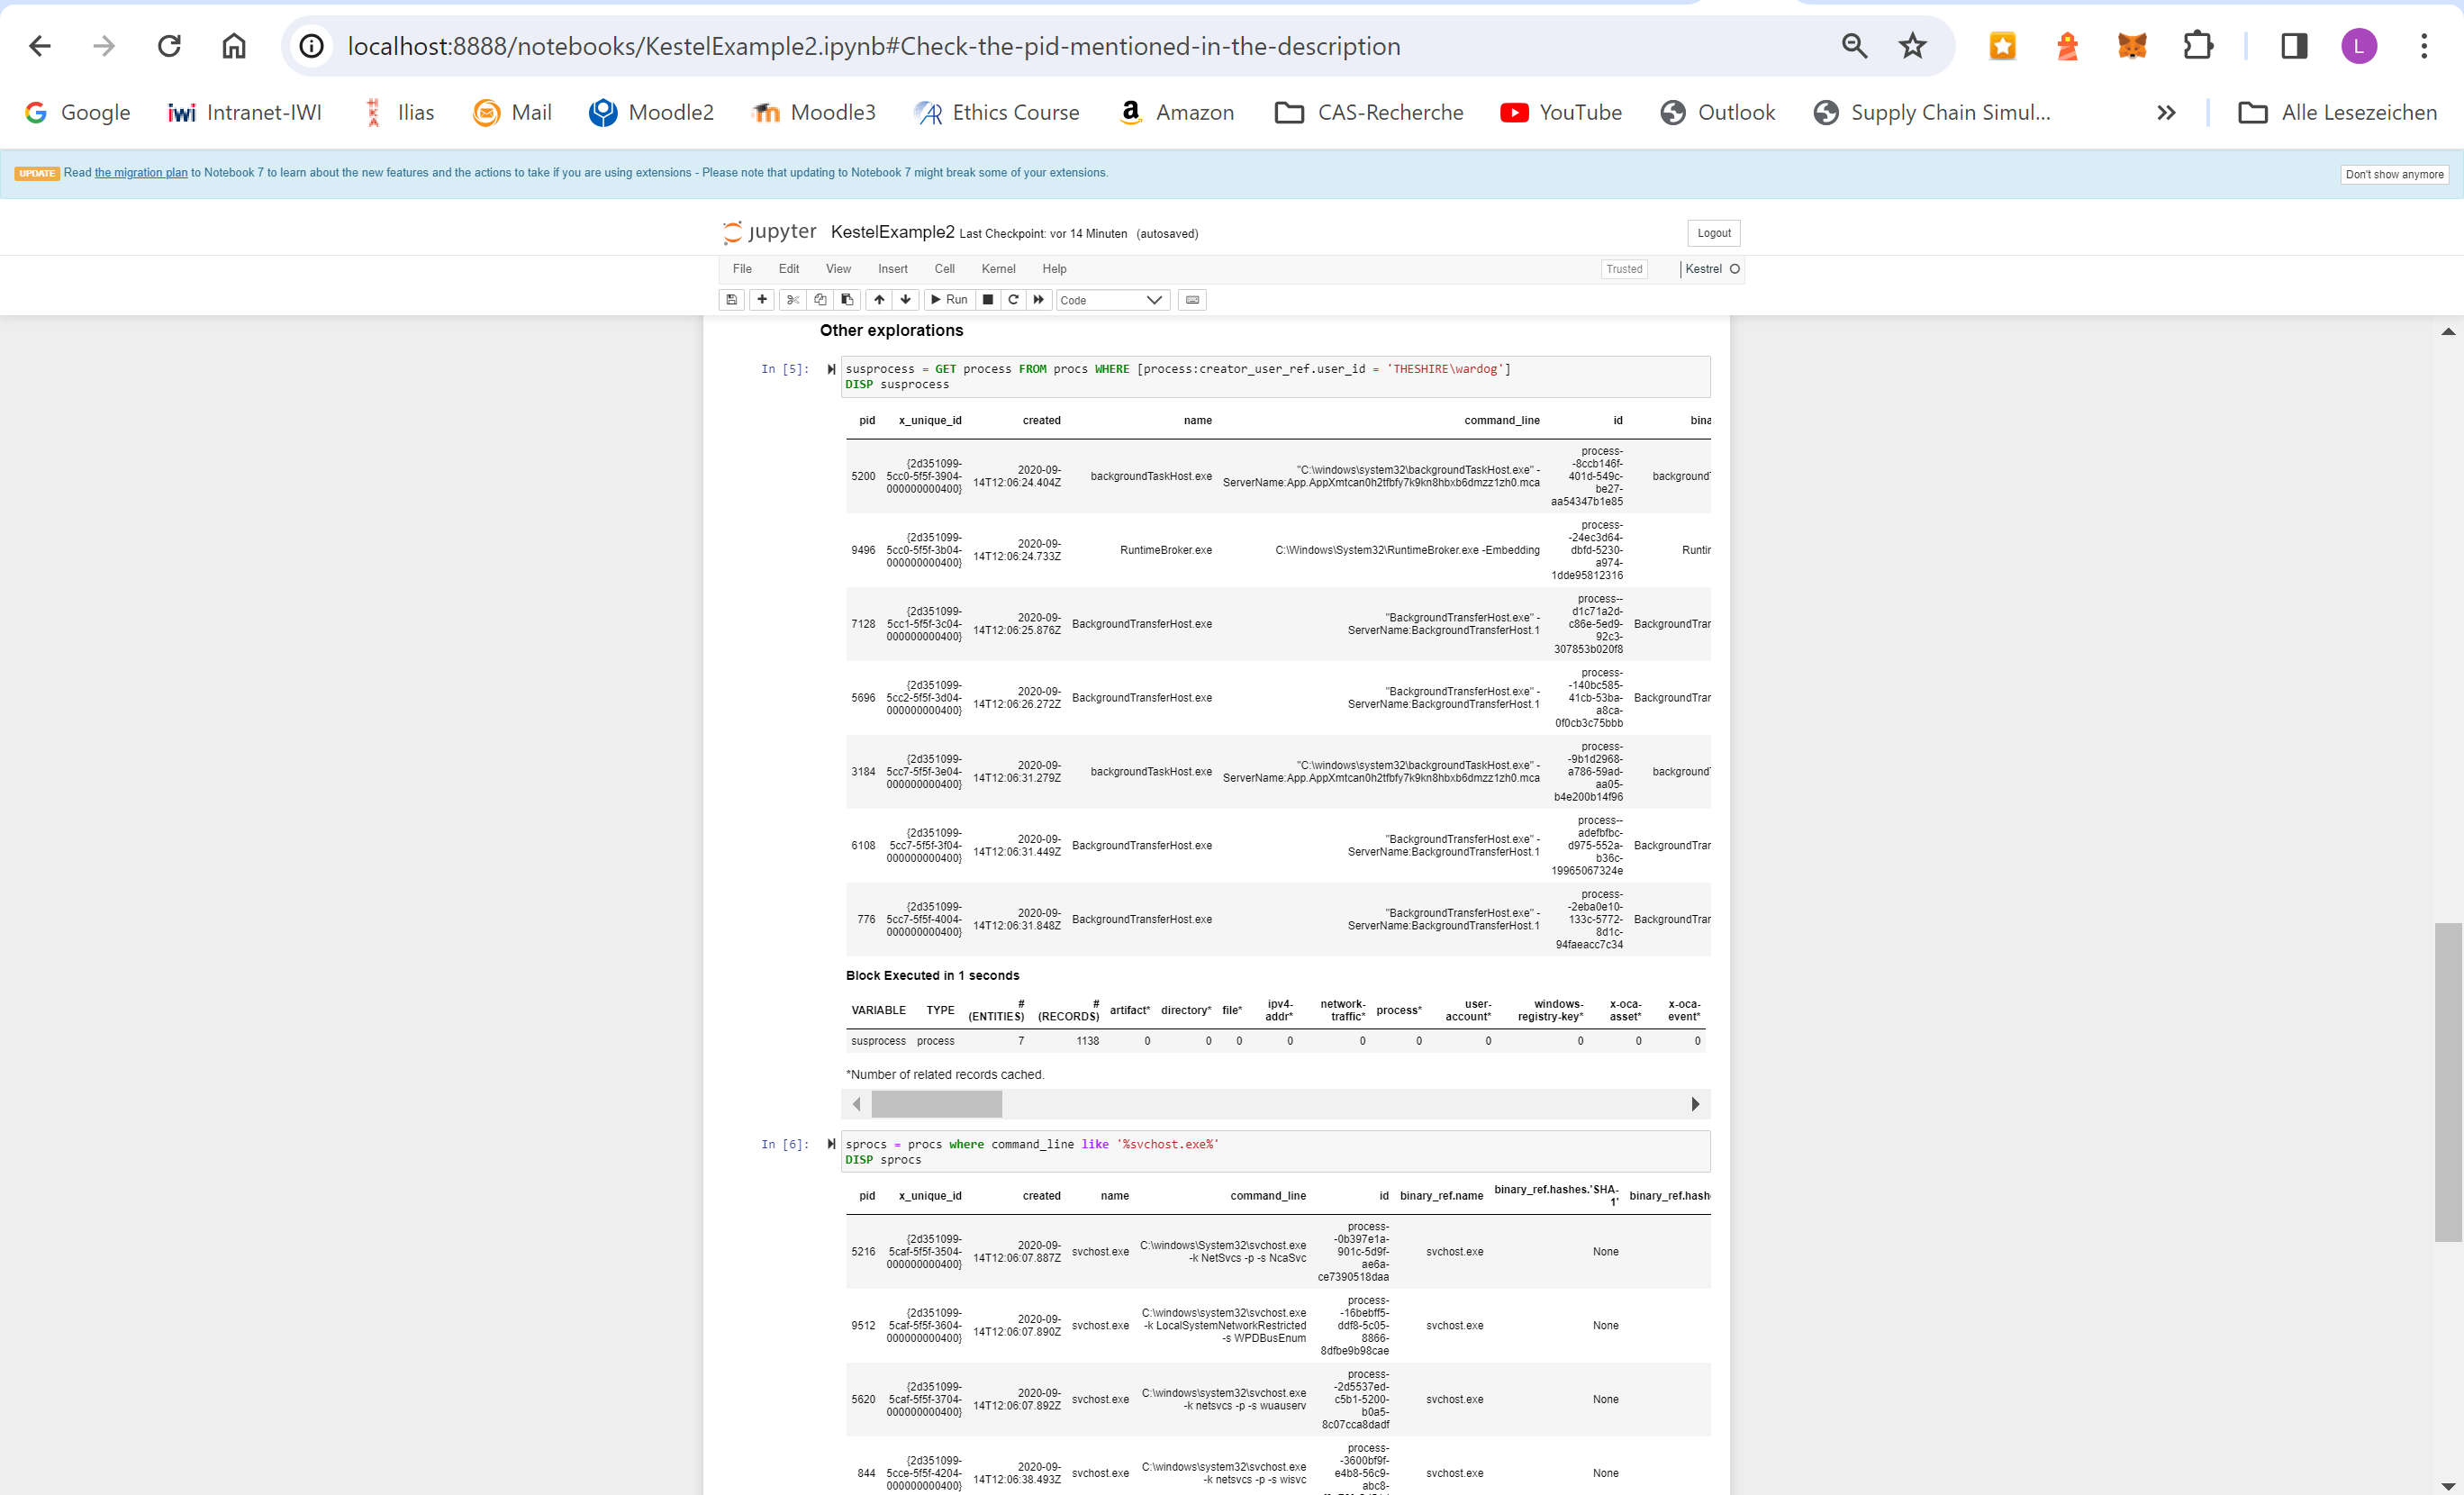 localhost:8888/notebooks/KestelExample2.ipynb#Check-the-pid-mentioned-in-the-description
L
Google Intranet-IWI Ilias Mail Moodle2 Moodle3 Ethics Course Amazon CAS-Recherche YouTube Outlook Supply Chain Simul... Alle Lesezeichen
UPDATE Read the migration plan to Notebook 7 to learn about the new features and the actions to take if you are using extensions - Please note that updating to Notebook 7 might break some of your extensions. Don't show anymore
jupyter KestelExample2 Last Checkpoint: vor 14 Minuten (autosaved) Logout
File Edit View Insert Cell Kernel Help Trusted Kestrel
Run Code
Other explorations
In [5]: susprocess = GET process FROM procs WHERE [process:creator_user_ref.user_id = 'THESHIRE\wardog']
DISP susprocess
pid x_unique_id created name command_line id bina
5200 {2d351099-5cc0-5f5f-3904-000000000400} 2020-09-14T12:06:24.404Z backgroundTaskHost.exe "C:\windows\system32\backgroundTaskHost.exe" -ServerName:App.AppXmtcan0h2tfbfy7k9kn8hbxb6dmzz1zh0.mca process--8ccb146f-401d-549c-be27-aa54347b1e85 background
9496 {2d351099-5cc0-5f5f-3b04-000000000400} 2020-09-14T12:06:24.733Z RuntimeBroker.exe C:\Windows\System32\RuntimeBroker.exe -Embedding process--24ec3d64-dbfd-5230-a974-1dde95812316 Runtir
7128 {2d351099-5cc1-5f5f-3c04-000000000400} 2020-09-14T12:06:25.876Z BackgroundTransferHost.exe "BackgroundTransferHost.exe" -ServerName:BackgroundTransferHost.1 process--d1c71a2d-c86e-5ed9-92c3-307853b020f8 BackgroundTrar
5696 {2d351099-5cc2-5f5f-3d04-000000000400} 2020-09-14T12:06:26.272Z BackgroundTransferHost.exe "BackgroundTransferHost.exe" -ServerName:BackgroundTransferHost.1 process--140bc585-41cb-53ba-a8ca-0f0cb3c75bbb BackgroundTrar
3184 {2d351099-5cc7-5f5f-3e04-000000000400} 2020-09-14T12:06:31.279Z backgroundTaskHost.exe "C:\windows\system32\backgroundTaskHost.exe" -ServerName:App.AppXmtcan0h2tfbfy7k9kn8hbxb6dmzz1zh0.mca process--9b1d2968-a786-59ad-aa05-b4e200b14f96 background
6108 {2d351099-5cc7-5f5f-3f04-000000000400} 2020-09-14T12:06:31.449Z BackgroundTransferHost.exe "BackgroundTransferHost.exe" -ServerName:BackgroundTransferHost.1 process--adefbfbc-d975-552a-b36c-19965067324e BackgroundTrar
776 {2d351099-5cc7-5f5f-4004-000000000400} 2020-09-14T12:06:31.848Z BackgroundTransferHost.exe "BackgroundTransferHost.exe" -ServerName:BackgroundTransferHost.1 process--2eba0e10-133c-5772-8d1c-94faeacc7c34 BackgroundTrar
Block Executed in 1 seconds
VARIABLE TYPE # (ENTITIES) # (RECORDS) artifact* directory* file* ipv4-addr* network-traffic* process* user-account* windows-registry-key* x-oca-asset* x-oca-event*
susprocess process 7 1138 0 0 0 0 0 0 0 0 0 0
*Number of related records cached.
In [6]: sprocs = procs where command_line like '%svchost.exe%'
DISP sprocs
pid x_unique_id created name command_line id binary_ref.name binary_ref.hashes.'SHA-1' binary_ref.hash
5216 {2d351099-5caf-5f5f-3504-000000000400} 2020-09-14T12:06:07.887Z svchost.exe C:\windows\System32\svchost.exe -k NetSvcs -p -s NcaSvc process--0b397e1a-901c-5d9f-ae6a-ce7390518daa svchost.exe None
9512 {2d351099-5caf-5f5f-3604-000000000400} 2020-09-14T12:06:07.890Z svchost.exe C:\windows\system32\svchost.exe -k LocalSystemNetworkRestricted -s WPDBusEnum process--16bebff5-ddf8-5c05-8866-8dfbe9b98cae svchost.exe None
5620 {2d351099-5caf-5f5f-3704-000000000400} 2020-09-14T12:06:07.892Z svchost.exe C:\windows\system32\svchost.exe -k netsvcs -p -s wuauserv process--2d5537ed-c5b1-5200-b0a5-8c07cca8dadf svchost.exe None
844 {2d351099-5cce-5f5f-4204-000000000400} 2020-09-14T12:06:38.493Z svchost.exe C:\windows\system32\svchost.exe -k netsvcs -p -s wisvc process--3600bf9f-e4b8-56c9-abc8- svchost.exe None